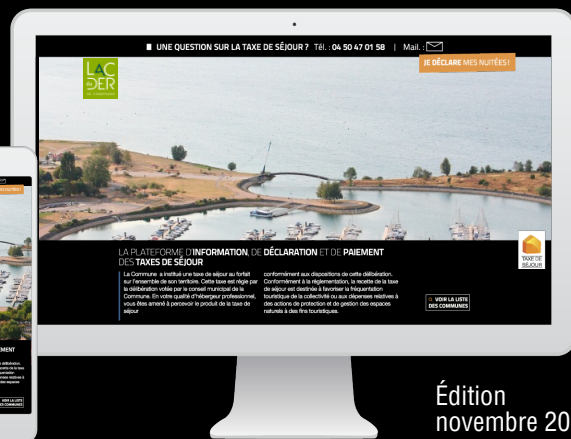 UNE QUESTION SUR LA TAXE DE SÉJOUR ? Tél. : 04 50 47 01 58 | Mail. :
JE DÉCLARE MES NUITÉES !
LAC
DU
DER
LA PLATEFORME D'INFORMATION, DE DÉCLARATION ET DE PAIEMENT
DES TAXES DE SÉJOUR
La Commune a institué une taxe de séjour au forfait
sur l'ensemble de son territoire. Cette taxe est régie par
la délibération votée par le conseil municipal de la
Commune. En votre qualité d'hébergeur professionnel,
vous êtes amené à percevoir le produit de la taxe de
séjour
conformément aux dispositions de cette délibération.
Conformément à la réglementation, la recette de la taxe
de séjour est destinée à favoriser la fréquentation
touristique de la collectivité ou aux dépenses relatives à
des actions de protection et de gestion des espaces
naturels à des fins touristiques.
TAXE DE
SÉJOUR
VOIR LA LISTE
DES COMMUNES
Édition
novembre 20